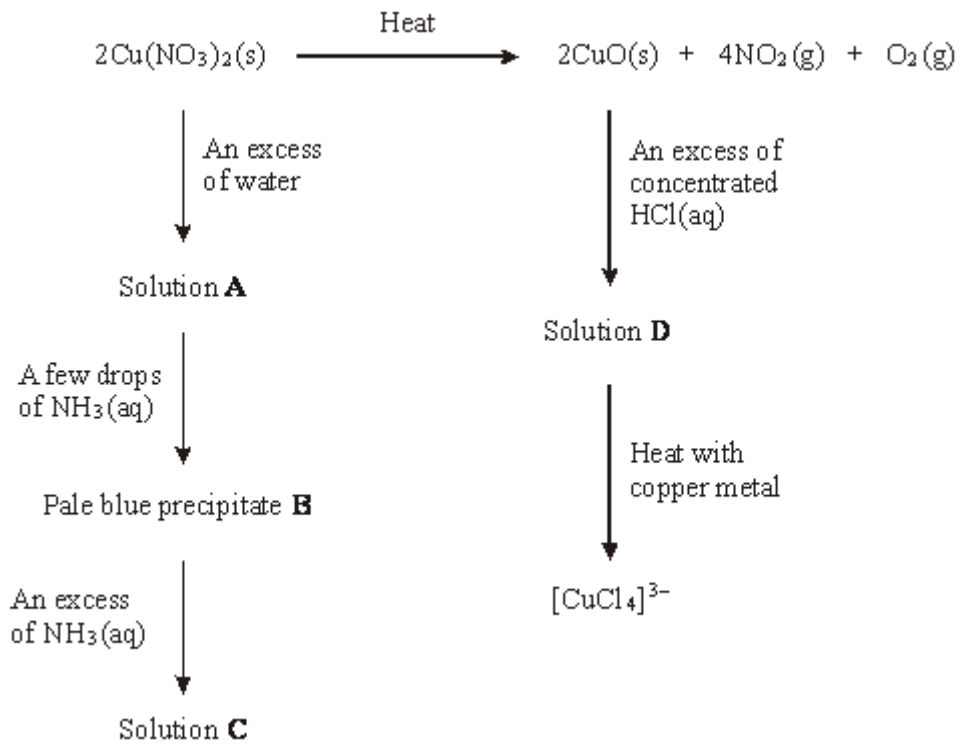 Heat
2Cu(NO₃)₂(s) 2CuO(s) + 4NO₂(g) + O₂(g)
An excess
of water
An excess of
concentrated
HCl(aq)
Solution A
Solution D
A few drops
of NH₃(aq)
Heat with
copper metal
Pale blue precipitate B
[CuCl₄]³⁻
An excess
of NH₃(aq)
Solution C